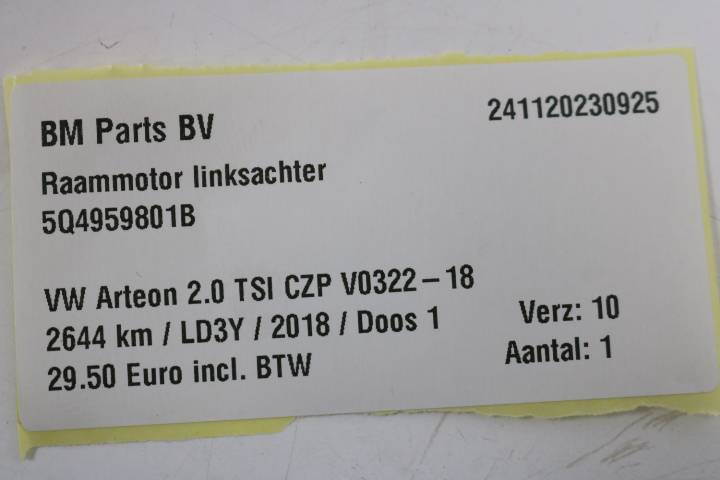 BM Parts BV
241120230925
Raammotor linksachter
5Q4959801B
VW Arteon 2.0 TSI CZP V0322-18
2644 km / LD3Y / 2018 / Doos 1
Verz: 10
29.50 Euro incl. BTW
Aantal: 1